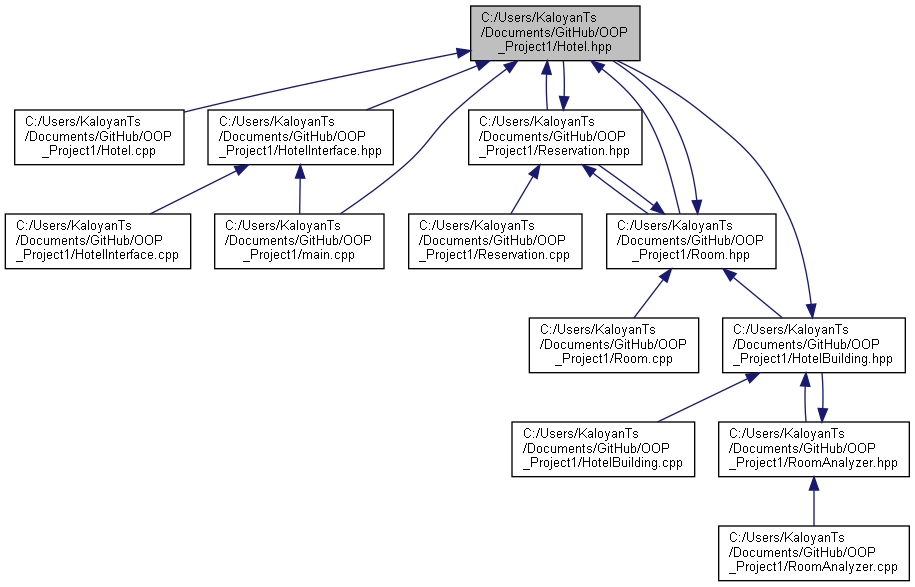 C:/Users/KaloyanTs
/Documents/GitHub/OOP
_Project1/Hotel.hpp
C:/Users/KaloyanTs
/Documents/GitHub/OOP
_Project1/Hotel.cpp
C:/Users/KaloyanTs
/Documents/GitHub/OOP
_Project1/HotelInterface.hpp
C:/Users/KaloyanTs
/Documents/GitHub/OOP
_Project1/Reservation.hpp
C:/Users/KaloyanTs
/Documents/GitHub/OOP
_Project1/HotelInterface.cpp
C:/Users/KaloyanTs
/Documents/GitHub/OOP
_Project1/main.cpp
C:/Users/KaloyanTs
/Documents/GitHub/OOP
_Project1/Reservation.cpp
C:/Users/KaloyanTs
/Documents/GitHub/OOP
_Project1/Room.hpp
C:/Users/KaloyanTs
/Documents/GitHub/OOP
_Project1/Room.cpp
C:/Users/KaloyanTs
/Documents/GitHub/OOP
_Project1/HotelBuilding.hpp
C:/Users/KaloyanTs
/Documents/GitHub/OOP
_Project1/HotelBuilding.cpp
C:/Users/KaloyanTs
/Documents/GitHub/OOP
_Project1/RoomAnalyzer.hpp
C:/Users/KaloyanTs
/Documents/GitHub/OOP
_Project1/RoomAnalyzer.cpp